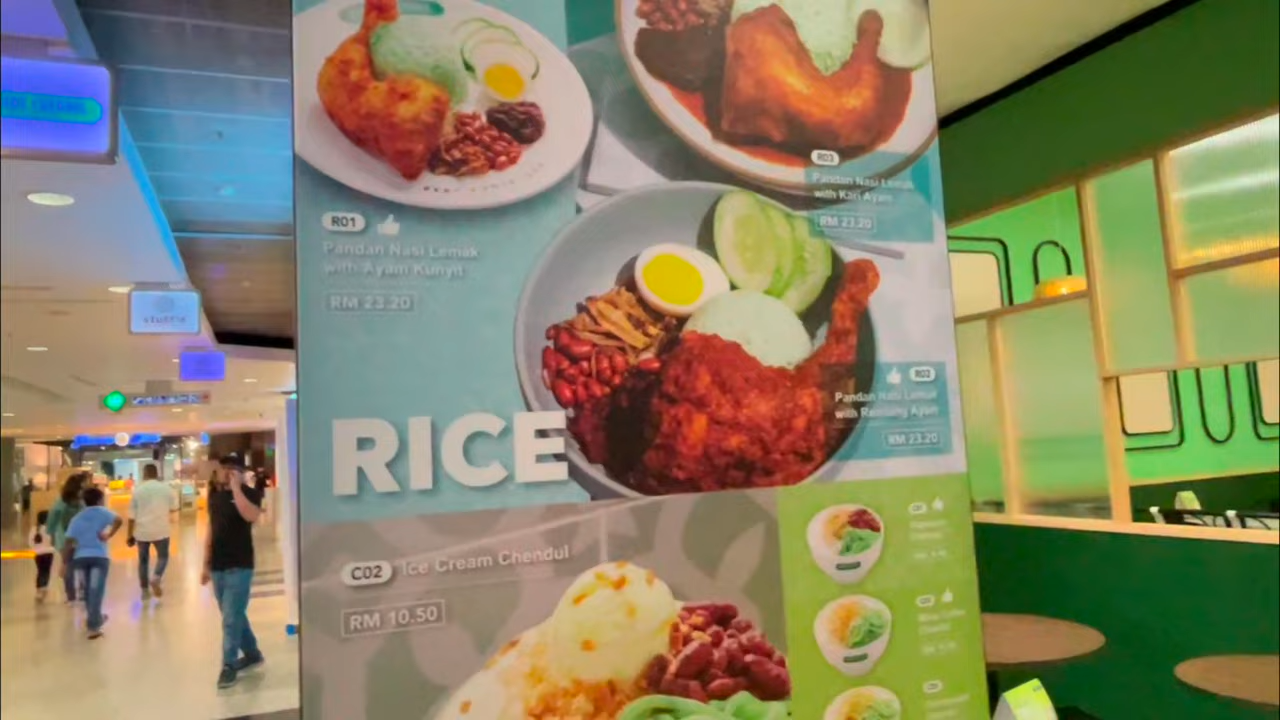 R03
Pandan Nasi Lemak
with Kari Ayam
RM 23.20
R01
Pandan Nasi Lemak
with Ayam Kunyit
RM 23.20
R02
Pandan Nasi Lemak
with Rendang Ayam
RM 23.20
RICE
C02 Ice Cream Chendul
RM 10.50